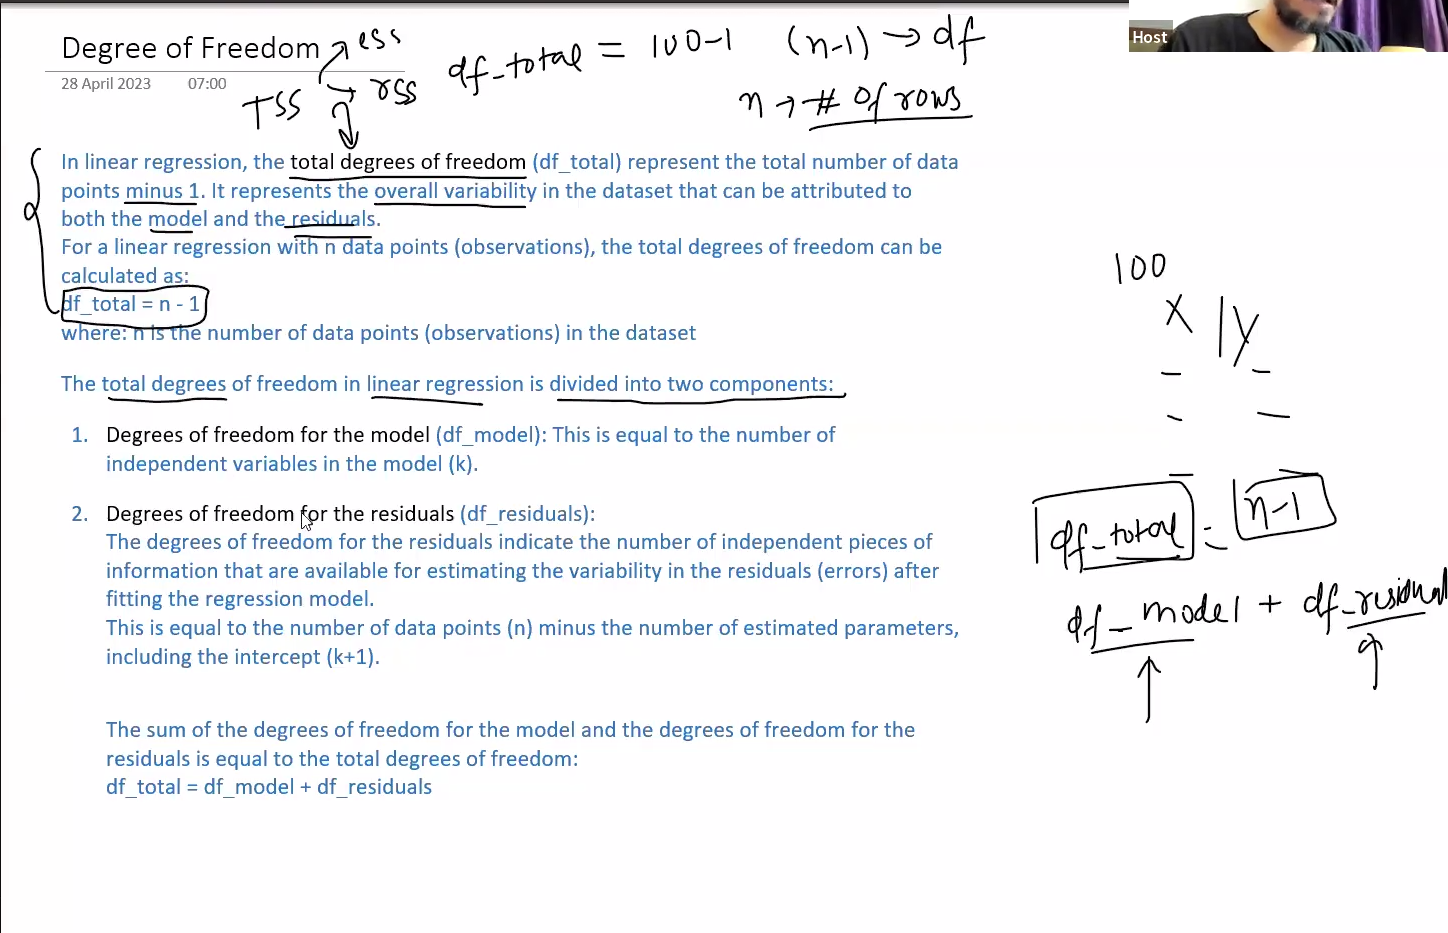 Degree of Freedom
ess
28 April 2023 07:00
TSS
rss
df_total = 100-1 (n-1) → df
n → # of rows
Host
In linear regression, the total degrees of freedom (df_total) represent the total number of data
points minus 1. It represents the overall variability in the dataset that can be attributed to
both the model and the residuals.
For a linear regression with n data points (observations), the total degrees of freedom can be
calculated as:
df_total = n - 1
where: n is the number of data points (observations) in the dataset
The total degrees of freedom in linear regression is divided into two components:
1. Degrees of freedom for the model (df_model): This is equal to the number of
independent variables in the model (k).
2. Degrees of freedom for the residuals (df_residuals):
The degrees of freedom for the residuals indicate the number of independent pieces of
information that are available for estimating the variability in the residuals (errors) after
fitting the regression model.
This is equal to the number of data points (n) minus the number of estimated parameters,
including the intercept (k+1).
The sum of the degrees of freedom for the model and the degrees of freedom for the
residuals is equal to the total degrees of freedom:
df_total = df_model + df_residuals
100
x | y
df_total = n-1
df_model + df_residual